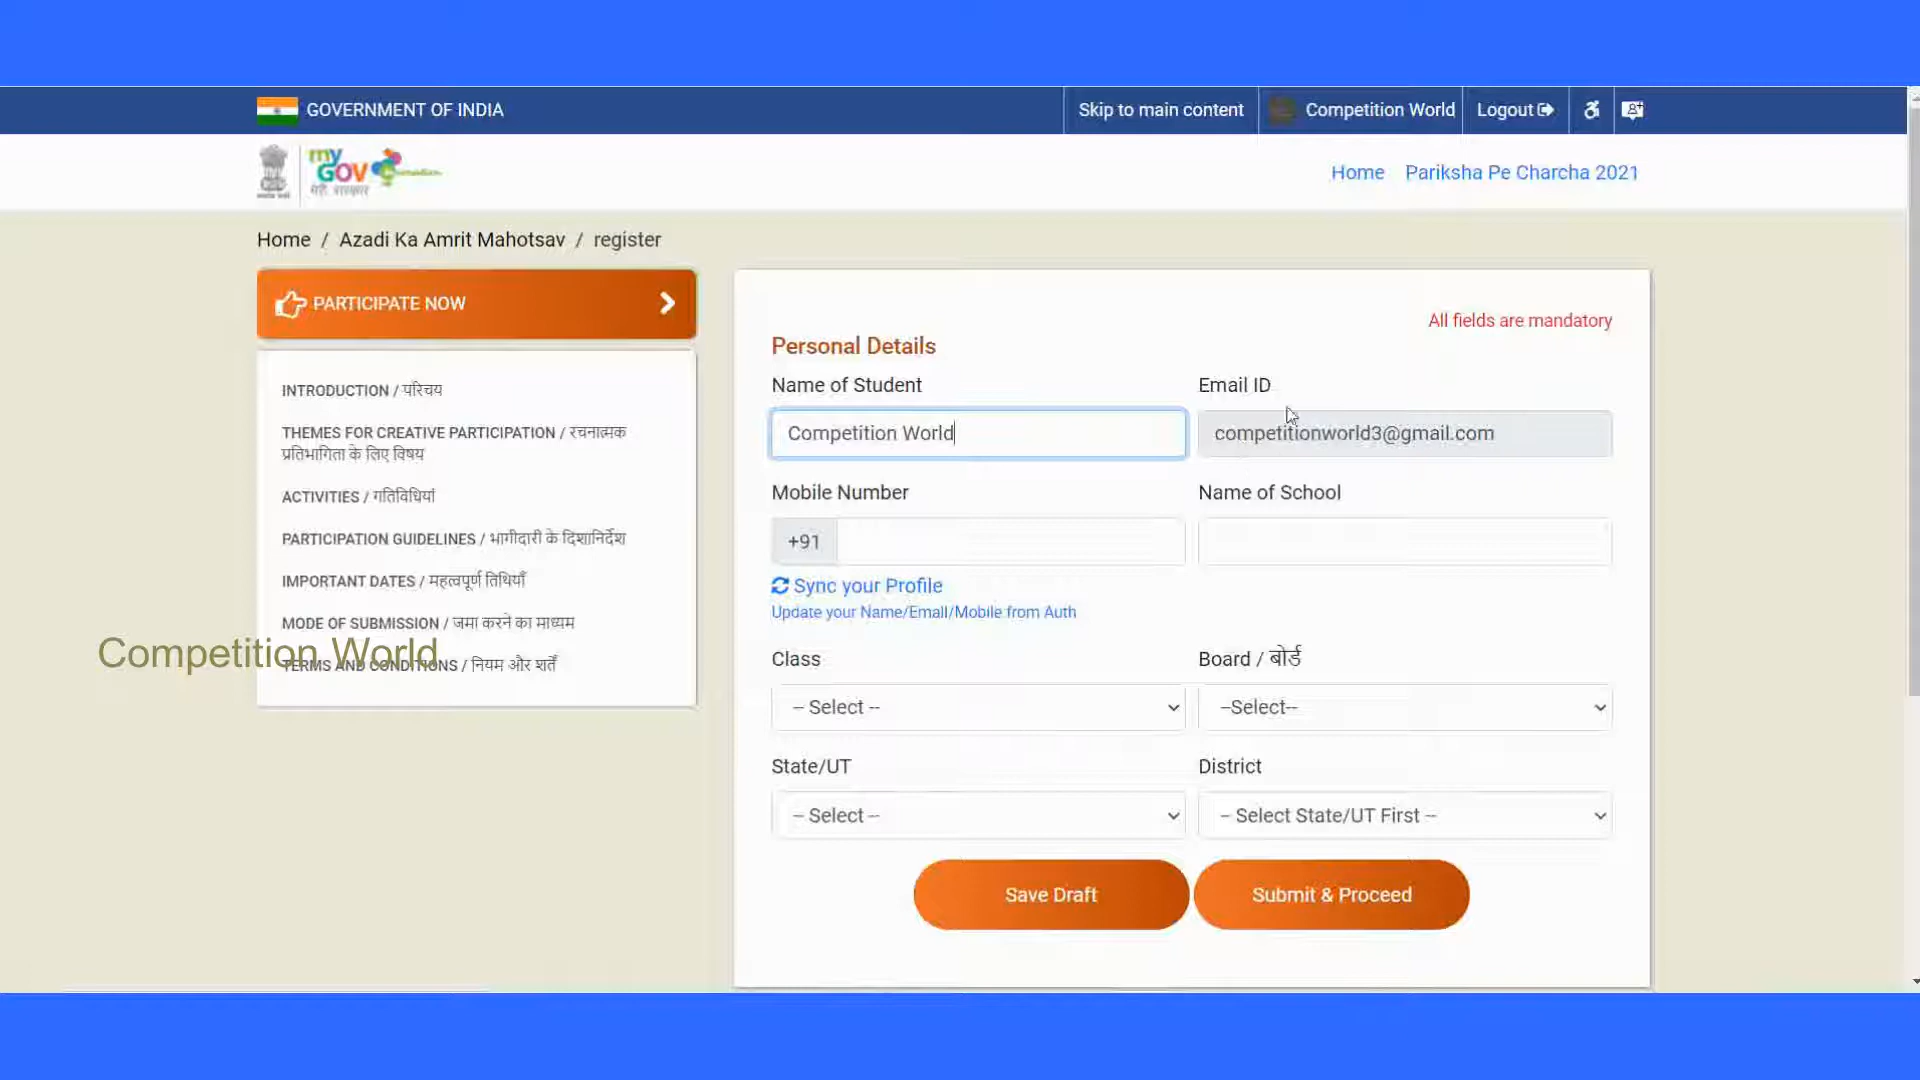 GOVERNMENT OF INDIA
Skip to main content
Competition World
Logout
my
GOV
मेरी सरकार
Home
Pariksha Pe Charcha 2021
Home / Azadi Ka Amrit Mahotsav / register
PARTICIPATE NOW
INTRODUCTION / परिचय
THEMES FOR CREATIVE PARTICIPATION / रचनात्मक
प्रतिभागिता के लिए विषय
ACTIVITIES / गतिविधियां
PARTICIPATION GUIDELINES / भागीदारी के दिशानिर्देश
IMPORTANT DATES / महत्वपूर्ण तिथियाँ
MODE OF SUBMISSION / जमा करने का माध्यम
TERMS AND CONDITIONS / नियम और शर्तें
Competition World
All fields are mandatory
Personal Details
Name of Student
Email ID
Competition World
competitionworld3@gmail.com
Mobile Number
Name of School
+91
Sync your Profile
Update your Name/Email/Mobile from Auth
Class
Board / बोर्ड
-- Select --
--Select--
State/UT
District
-- Select --
-- Select State/UT First --
Save Draft
Submit & Proceed